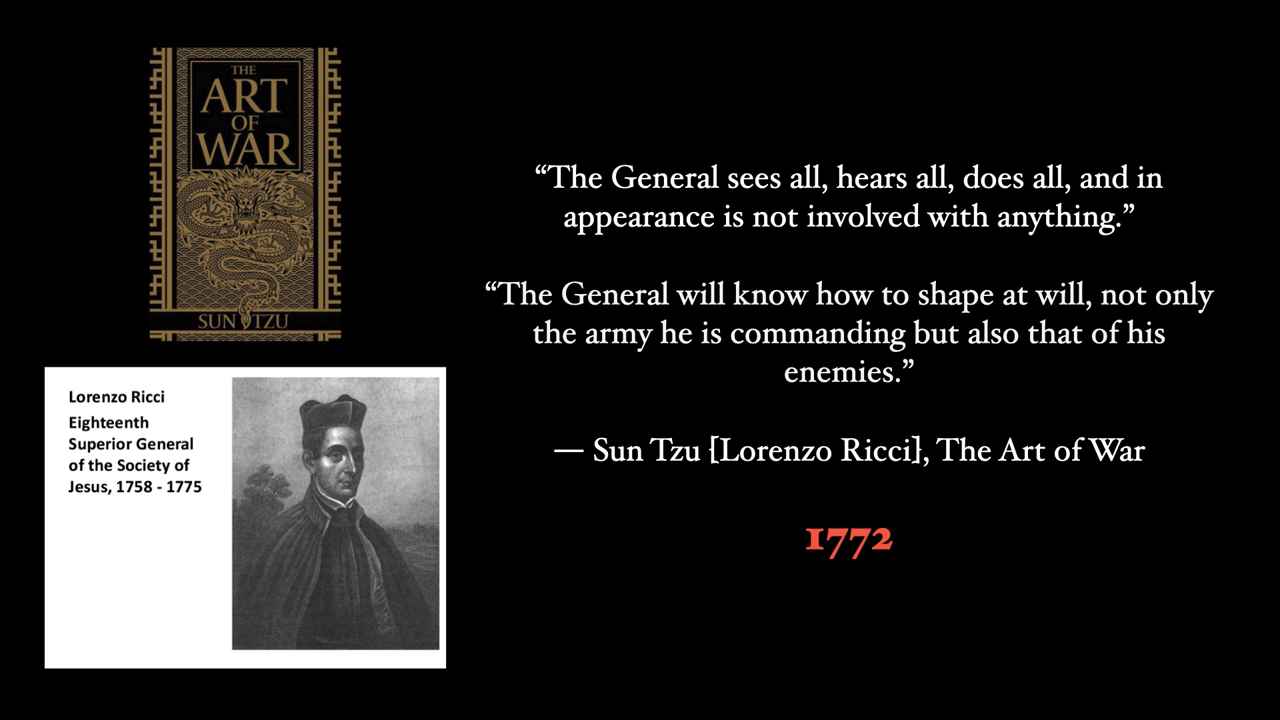 THE
ART
OF
WAR
SUN TZU
Lorenzo Ricci
Eighteenth
Superior General
of the Society of
Jesus, 1758 - 1775
“The General sees all, hears all, does all, and in
appearance is not involved with anything.”
“The General will know how to shape at will, not only
the army he is commanding but also that of his
enemies.”
— Sun Tzu [Lorenzo Ricci], The Art of War
1772